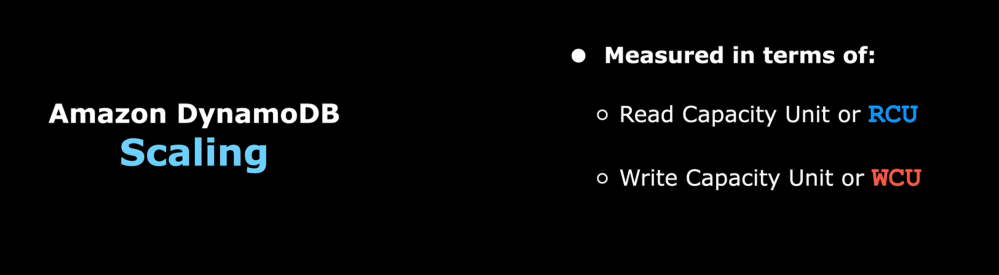 Amazon DynamoDB
Scaling
● Measured in terms of:
○ Read Capacity Unit or RCU
○ Write Capacity Unit or WCU